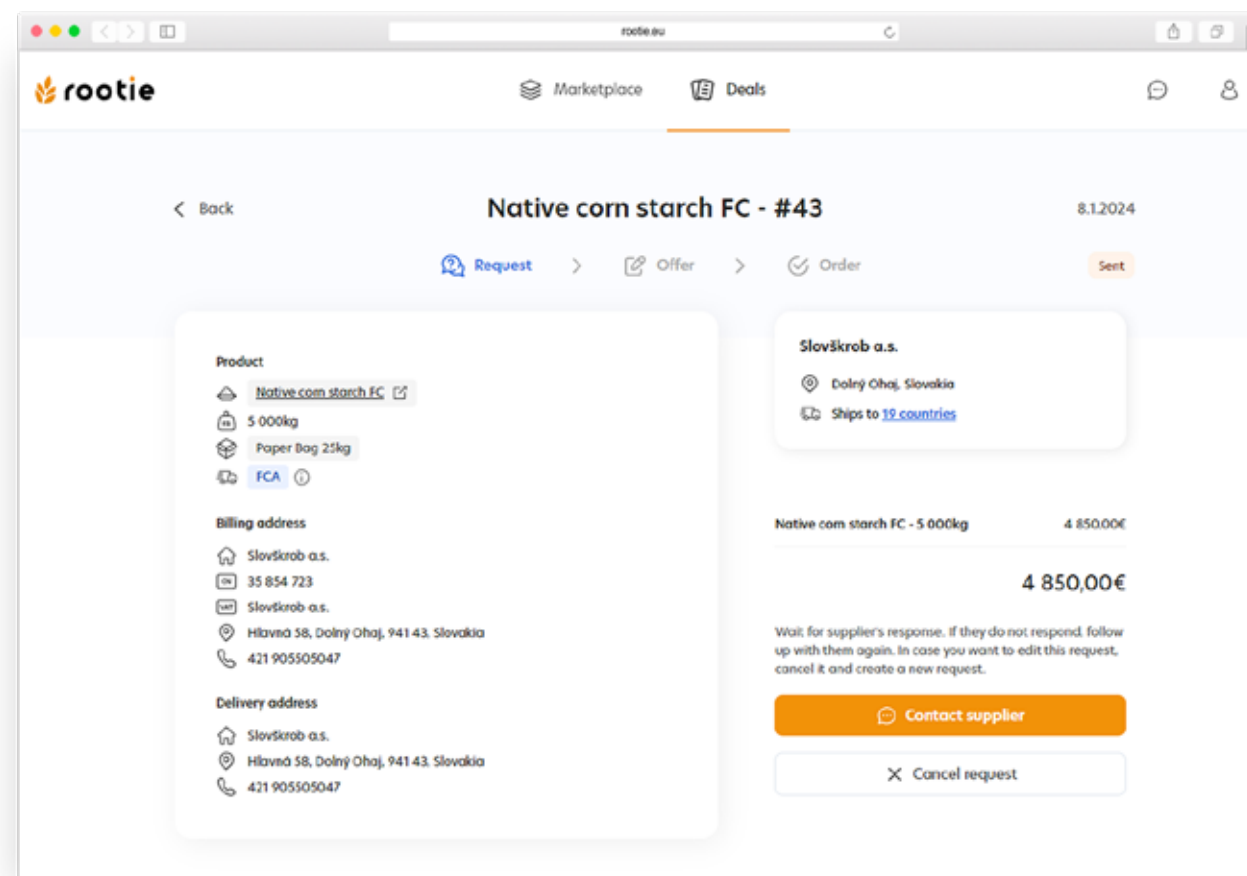 rootie.eu
rootie
Marketplace
Deals
Back
Native corn starch FC - #43
8.1.2024
Request
Offer
Order
Sent
Product
Native corn starch FC
5 000kg
Paper Bag 25kg
FCA
Billing address
Slovškrob a.s.
35 854 723
VAT
Slovškrob a.s.
Hlavná 58, Dolný Ohaj, 941 43, Slovakia
421 905505047
Delivery address
Slovškrob a.s.
Hlavná 58, Dolný Ohaj, 941 43, Slovakia
421 905505047
Slovškrob a.s.
Dolný Ohaj, Slovakia
Ships to 19 countries
Native corn starch FC - 5 000kg
4 850.00€
4 850,00€
Wait for supplier's response. If they do not respond, follow
up with them again. In case you want to edit this request,
cancel it and create a new request.
Contact supplier
Cancel request